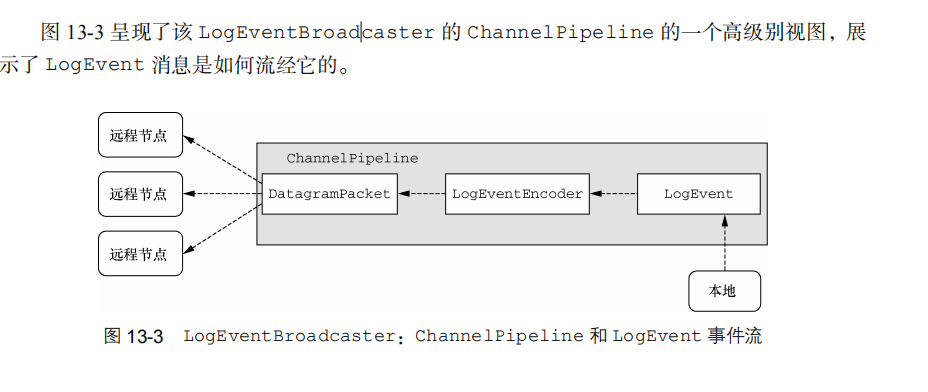 图 13-3 呈现了该 LogEventBroadcaster 的 ChannelPipeline 的一个高级别视图，展
示了 LogEvent 消息是如何流经它的。
远程节点
ChannelPipeline
远程节点
DatagramPacket
LogEventEncoder
LogEvent
远程节点
本地
图 13-3 LogEventBroadcaster：ChannelPipeline 和 LogEvent 事件流